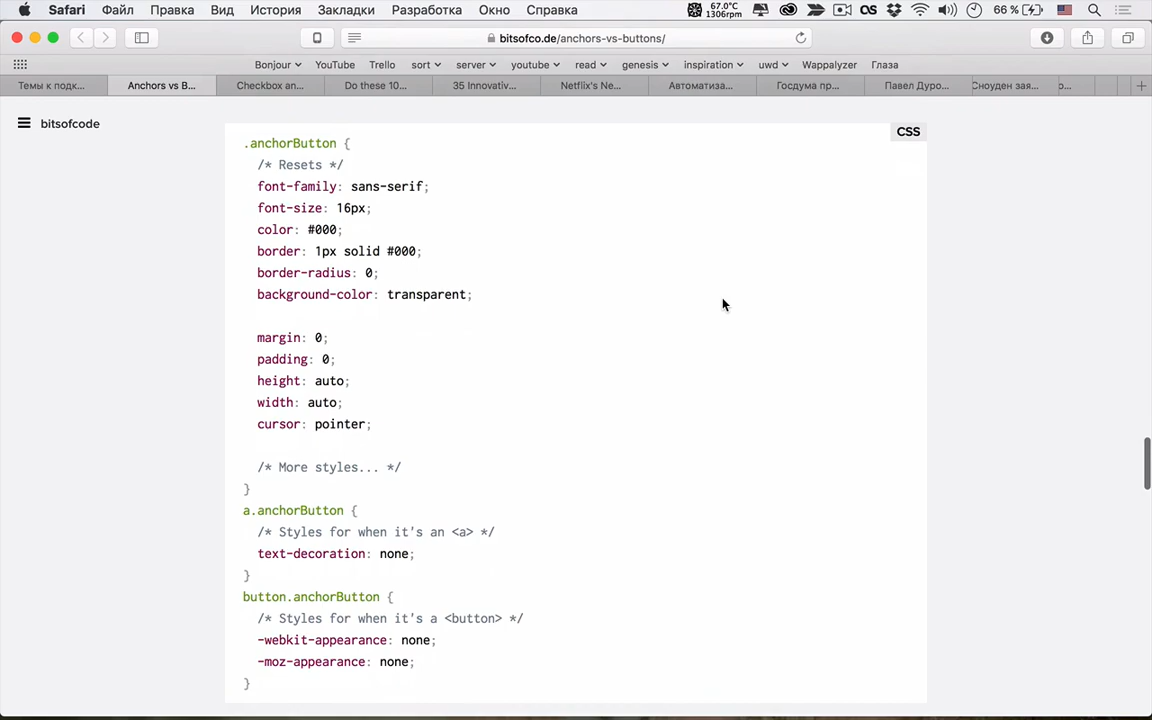 Safari Файл Правка Вид История Закладки Разработка Окно Справка 67.0°C 1306rpm 66 %
bitsofco.de/anchors-vs-buttons/
Bonjour YouTube Trello sort server youtube read genesis inspiration uwd Wappalyzer Глаза
Темы к подк... Anchors vs B... Checkbox an... Do these 10... 35 Innovativ... Netflix's Ne... Автоматиза... Госдума пр... Павел Дуро... Сноуден зая...
bitsofcode
CSS
.anchorButton {
/* Resets */
font-family: sans-serif;
font-size: 16px;
color: #000;
border: 1px solid #000;
border-radius: 0;
background-color: transparent;
margin: 0;
padding: 0;
height: auto;
width: auto;
cursor: pointer;
/* More styles... */
}
a.anchorButton {
/* Styles for when it's an <a> */
text-decoration: none;
}
button.anchorButton {
/* Styles for when it's a <button> */
-webkit-appearance: none;
-moz-appearance: none;
}